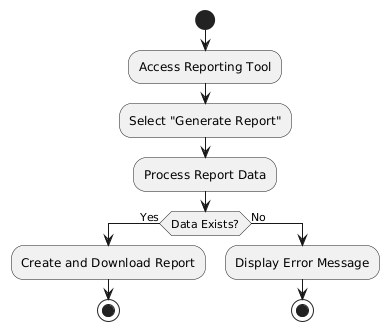 Access Reporting Tool
Select "Generate Report"
Process Report Data
Yes
Data Exists?
No
Create and Download Report
Display Error Message